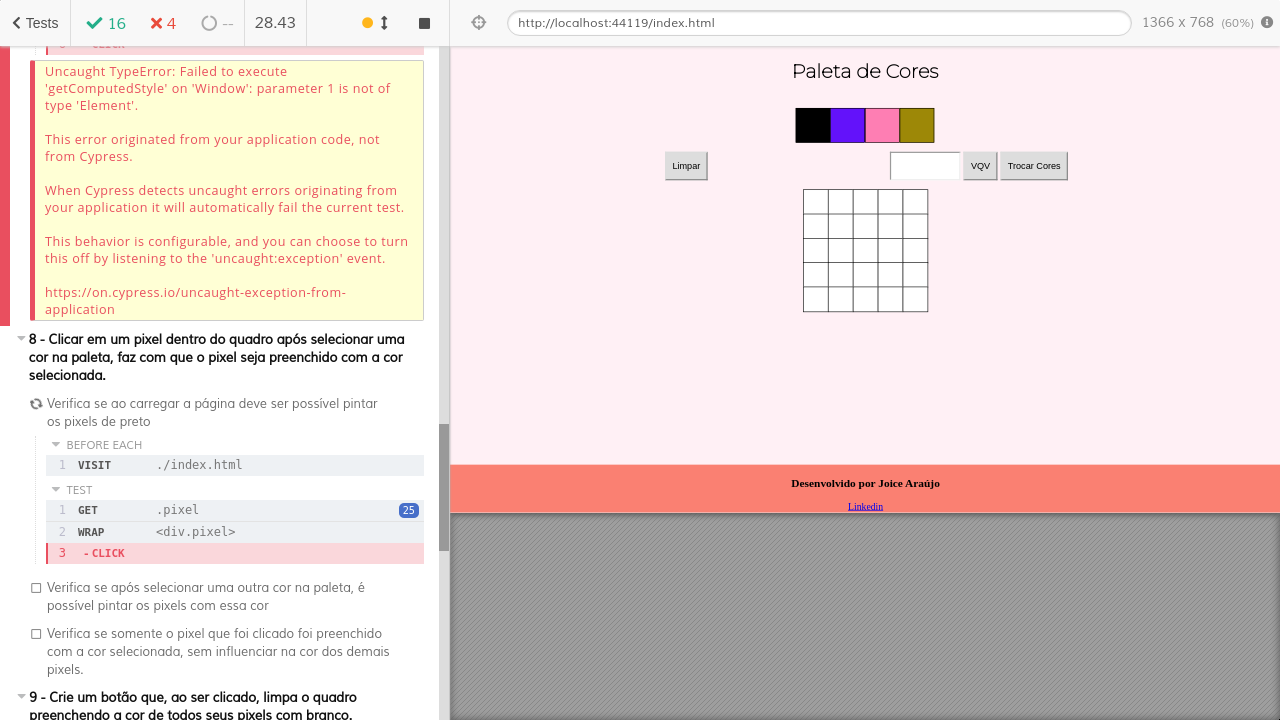 Tests
16
4
--
28.43
http://localhost:44119/index.html
1366 x 768 (60%)
Uncaught TypeError: Failed to execute
'getComputedStyle' on 'Window': parameter 1 is not of
type 'Element'.
This error originated from your application code, not
from Cypress.
When Cypress detects uncaught errors originating from
your application it will automatically fail the current test.
This behavior is configurable, and you can choose to turn
this off by listening to the 'uncaught:exception' event.
https://on.cypress.io/uncaught-exception-from-
application
8 - Clicar em um pixel dentro do quadro após selecionar uma
cor na paleta, faz com que o pixel seja preenchido com a cor
selecionada.
Verifica se ao carregar a página deve ser possível pintar
os pixels de preto
BEFORE EACH
1 VISIT ./index.html
TEST
1 GET .pixel 25
2 WRAP <div.pixel>
3 -CLICK
Verifica se após selecionar uma outra cor na paleta, é
possível pintar os pixels com essa cor
Verifica se somente o pixel que foi clicado foi preenchido
com a cor selecionada, sem influenciar na cor dos demais
pixels.
9 - Crie um botão que, ao ser clicado, limpa o quadro
preenchendo a cor de todos seus pixels com branco.
Paleta de Cores
Limpar
VQV
Trocar Cores
Desenvolvido por Joice Araújo
Linkedin